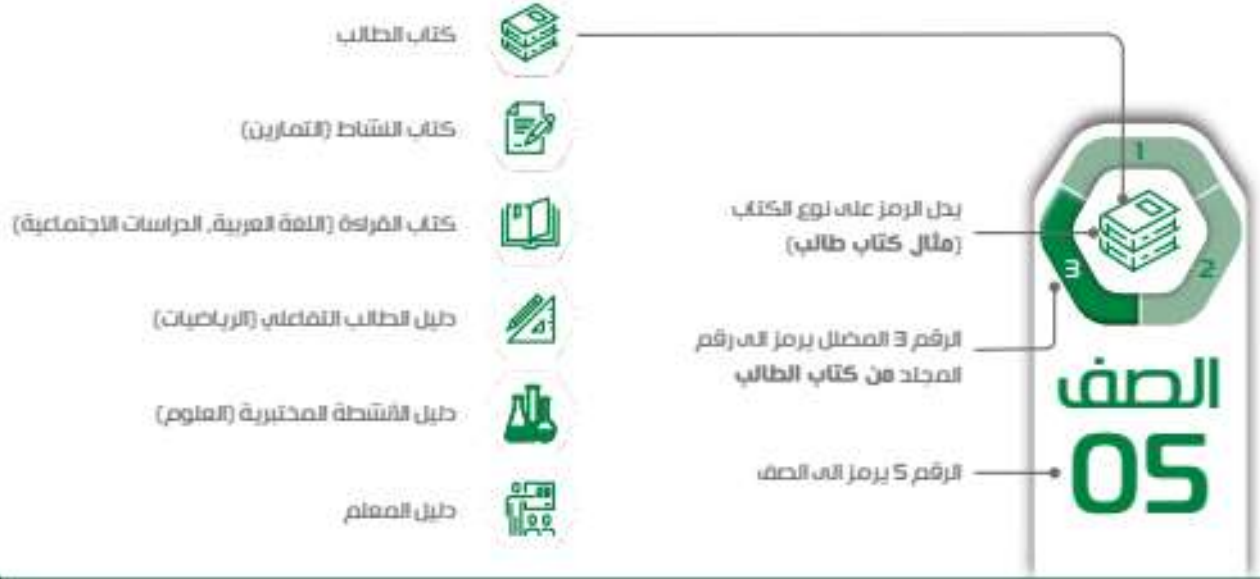 1
2
3
الصف
05
يدل الرمز على نوع الكتاب
(مثال كتاب طالب)
الرقم 3 المضلل يرمز الى رقم
المجلد من كتاب الطالب
الرقم 5 يرمز الى الصف
كتاب الطالب
كتاب النشاط (التمارين)
كتاب القراءة (اللغة العربية, الدراسات الاجتماعية)
دليل الطالب التفاعلي (الرياضيات)
دليل الأنشطة المختبرية (العلوم)
دليل المعلم